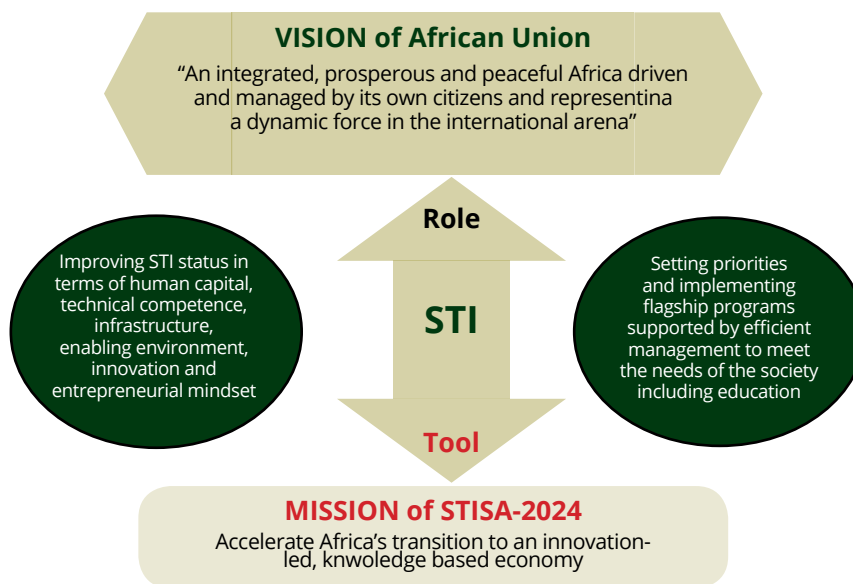 VISION of African Union
“An integrated, prosperous and peaceful Africa driven
and managed by its own citizens and representina
a dynamic force in the international arena”
Role
Improving STI status in
terms of human capital,
technical competence,
infrastructure,
enabling environment,
innovation and
entrepreneurial mindset
STI
Setting priorities
and implementing
flagship programs
supported by efficient
management to meet
the needs of the society
including education
Tool
MISSION of STISA-2024
Accelerate Africa’s transition to an innovation-
led, knwoledge based economy